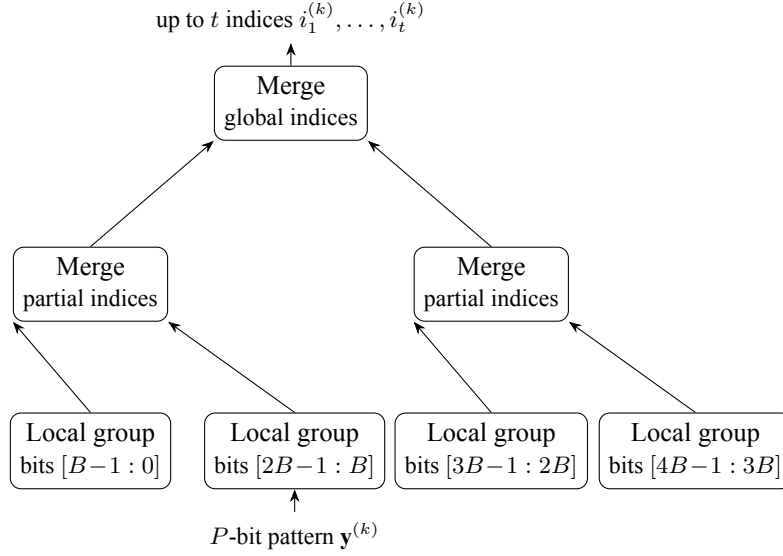 up to t indices i_1^{(k)}, …, i_t^{(k)}
Merge
global indices
Merge
partial indices
Merge
partial indices
Local group
bits [B−1 : 0]
Local group
bits [2B−1 : B]
Local group
bits [3B−1 : 2B]
Local group
bits [4B−1 : 3B]
P-bit pattern y^{(k)}